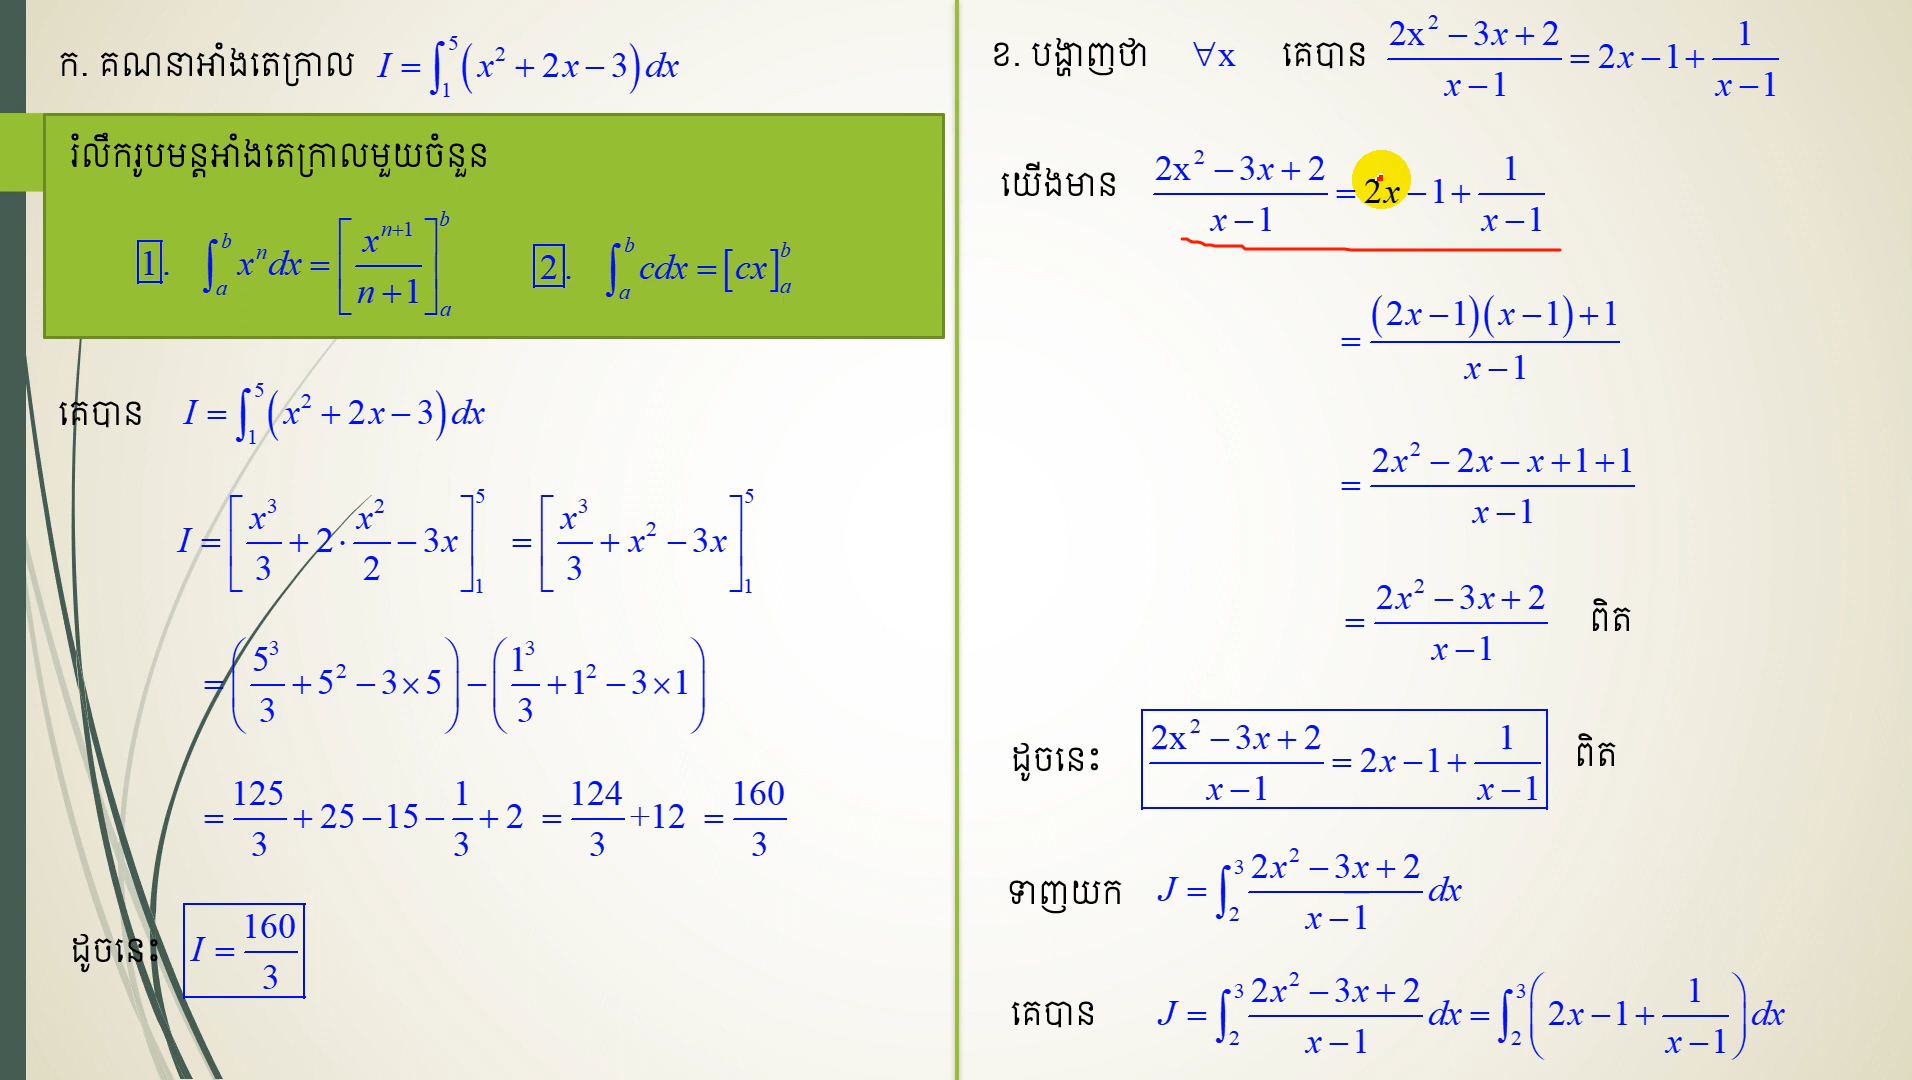 ក. គណនាអាំងតេក្រាល I = ∫₁⁵ (x² + 2x − 3) dx
រំលឹករូបមន្តអាំងតេក្រាលមួយចំនួន
1. ∫ₐᵇ xⁿdx = [x^(n+1)/(n+1)]ₐᵇ 2. ∫ₐᵇ cdx = [cx]ₐᵇ
គេបាន I = ∫₁⁵ (x² + 2x − 3) dx
I = [x³/3 + 2·x²/2 − 3x]₁⁵ = [x³/3 + x² − 3x]₁⁵
= (5³/3 + 5² − 3×5) − (1³/3 + 1² − 3×1)
= 125/3 + 25 − 15 − 1/3 + 2 = 124/3 + 12 = 160/3
ដូចនេះ I = 160/3
ខ. បង្ហាញថា ∀x គេបាន (2x² − 3x + 2)/(x − 1) = 2x − 1 + 1/(x − 1)
យើងមាន (2x² − 3x + 2)/(x − 1) = 2x − 1 + 1/(x − 1)
= ((2x − 1)(x − 1) + 1)/(x − 1)
= (2x² − 2x − x + 1 + 1)/(x − 1)
= (2x² − 3x + 2)/(x − 1) ពិត
ដូចនេះ (2x² − 3x + 2)/(x − 1) = 2x − 1 + 1/(x − 1) ពិត
ទាញយក J = ∫₂³ (2x² − 3x + 2)/(x − 1) dx
គេបាន J = ∫₂³ (2x² − 3x + 2)/(x − 1) dx = ∫₂³ (2x − 1 + 1/(x − 1)) dx